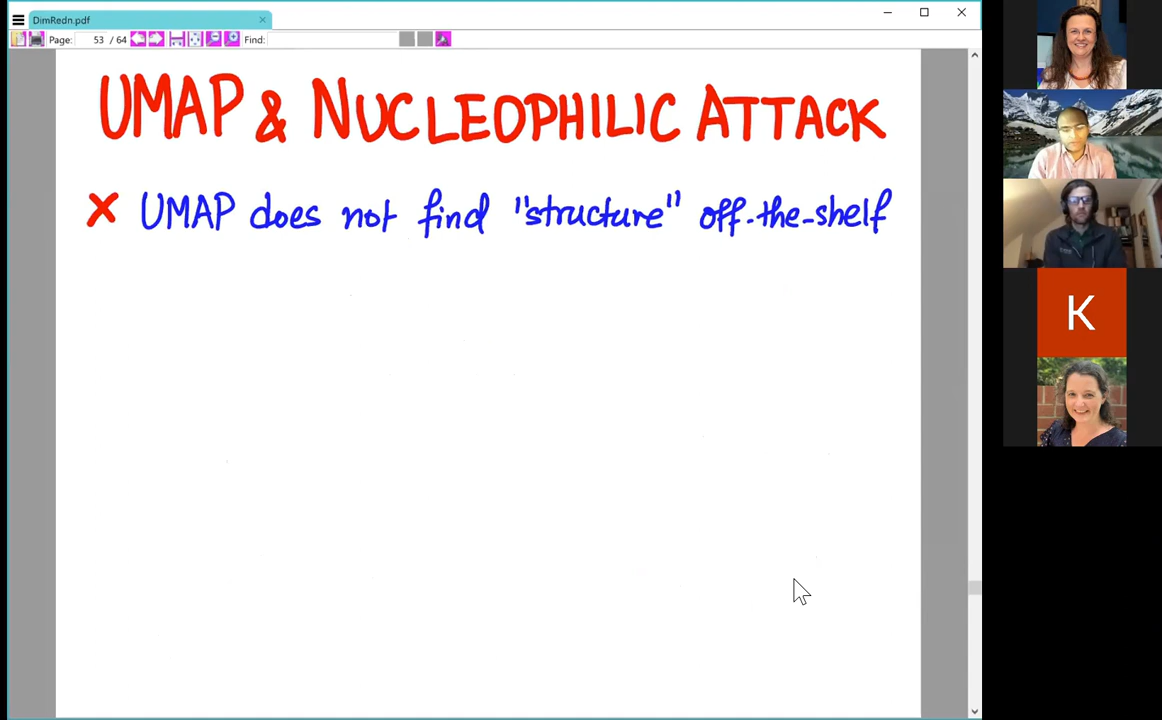 DimRedn.pdf
Page: 53 / 64 Find:
UMAP & NUCLEOPHILIC ATTACK
× UMAP does not find "structure" off-the-shelf
K